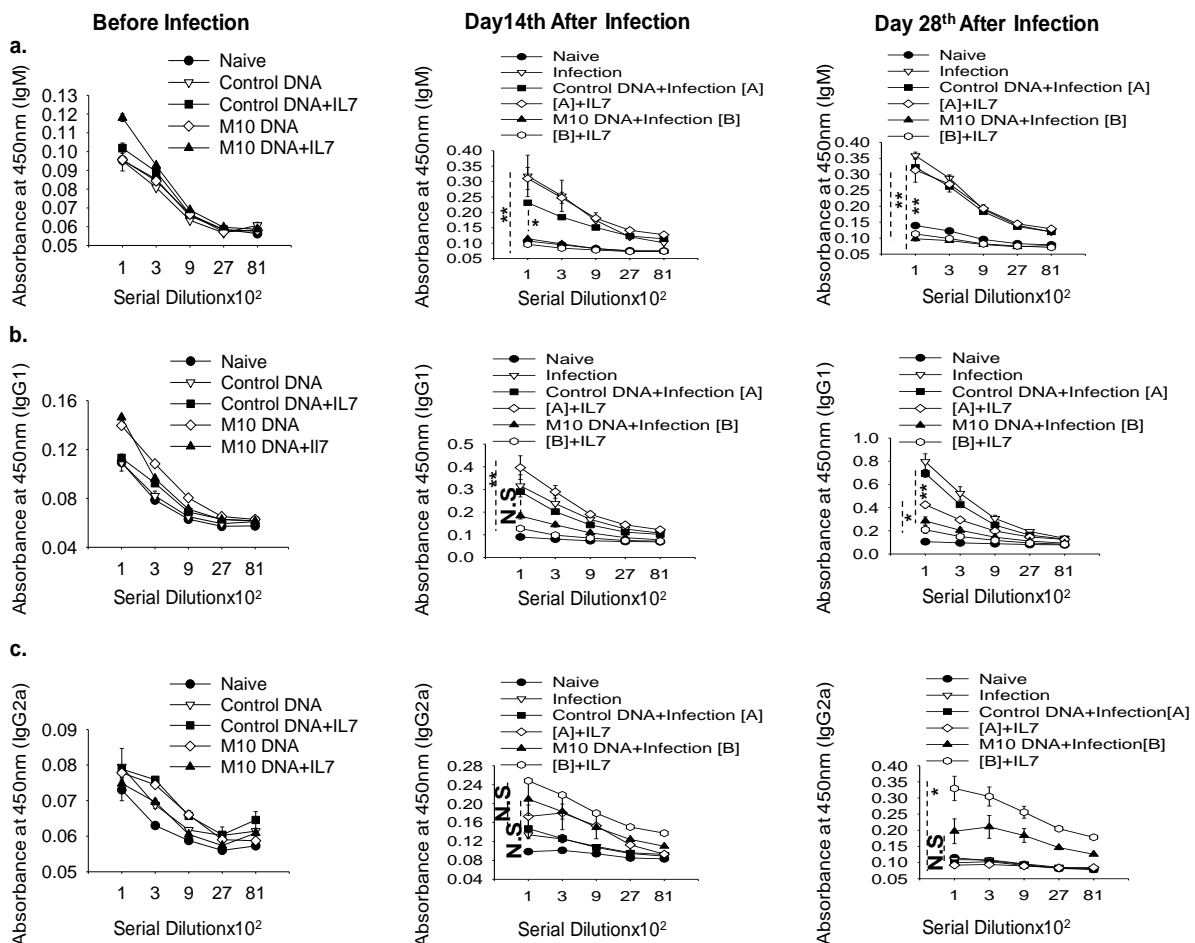 Before Infection
Day14th After Infection
Day 28th After Infection
a.
Naive
Control DNA
Control DNA+IL7
M10 DNA
M10 DNA+IL7
Absorbance at 450nm (IgM)
0.13
0.12
0.11
0.10
0.09
0.08
0.07
0.06
0.05
1 3 9 27 81
Serial Dilutionx10²
Naive
Infection
Control DNA+Infection [A]
[A]+IL7
M10 DNA+Infection [B]
[B]+IL7
Absorbance at 450nm (IgM)
0.40
0.35
0.30
0.25
0.20
0.15
0.10
0.05
**
*
1 3 9 27 81
Serial Dilutionx10²
Naive
Infection
Control DNA+Infection [A]
[A]+IL7
M10 DNA+Infection [B]
[B]+IL7
Absorbance at 450nm (IgM)
0.40
0.35
0.30
0.25
0.20
0.15
0.10
0.05
**
**
1 3 9 27 81
Serial Dilutionx10²
b.
Naive
Control DNA
Control DNA+IL7
M10 DNA
M10 DNA+Il7
Absorbance at 450nm (IgG1)
0.16
0.12
0.08
0.04
1 3 9 27 81
Serial Dilutionx10²
Naive
Infection
Control DNA+Infection [A]
[A]+IL7
M10 DNA+Infection [B]
[B]+IL7
Absorbance at 450nm (IgG1)
0.5
0.4
0.3
0.2
0.1
0.0
**
N.S
1 3 9 27 81
Serial Dilutionx10²
Naive
Infection
Control DNA+Infection [A]
[A]+IL7
M10 DNA+Infection [B]
[B]+IL7
Absorbance at 450nm (IgG1)
1.0
0.8
0.6
0.4
0.2
0.0
*
**
1 3 9 27 81
Serial Dilutionx10²
c.
Naive
Control DNA
Control DNA+IL7
M10 DNA
M10 DNA+IL7
Absorbance at 450nm (IgG2a)
0.09
0.08
0.07
0.06
0.05
1 3 9 27 81
Serial Dilutionx10²
Naive
Infection
Control DNA+Infection [A]
[A]+IL7
M10 DNA+Infection [B]
[B]+IL7
Absorbance at 450nm (IgG2a)
0.28
0.24
0.20
0.16
0.12
0.08
0.04
N.S
N.S
1 3 9 27 81
Serial Dilutionx10²
Naive
Infection
Control DNA+Infection[A]
[A]+IL7
M10 DNA+Infection[B]
[B]+IL7
Absorbance at 450nm (IgG2a)
0.40
0.35
0.30
0.25
0.20
0.15
0.10
0.05
*
N.S
1 3 9 27 81
Serial Dilutionx10²